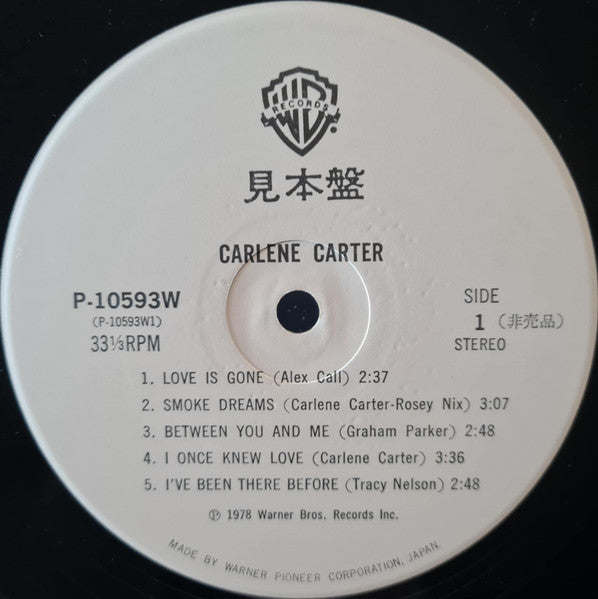 WB RECORDS
見本盤
CARLENE CARTER
P-10593W
(P-10593W1)
33⅓RPM
SIDE
1 (非売品)
STEREO
1. LOVE IS GONE (Alex Call) 2:37
2. SMOKE DREAMS (Carlene Carter-Rosey Nix) 3:07
3. BETWEEN YOU AND ME (Graham Parker) 2:48
4. I ONCE KNEW LOVE (Carlene Carter) 3:36
5. I'VE BEEN THERE BEFORE (Tracy Nelson) 2:48
Ⓟ 1978 Warner Bros, Records Inc.
MADE BY WARNER PIONEER CORPORATION, JAPAN.